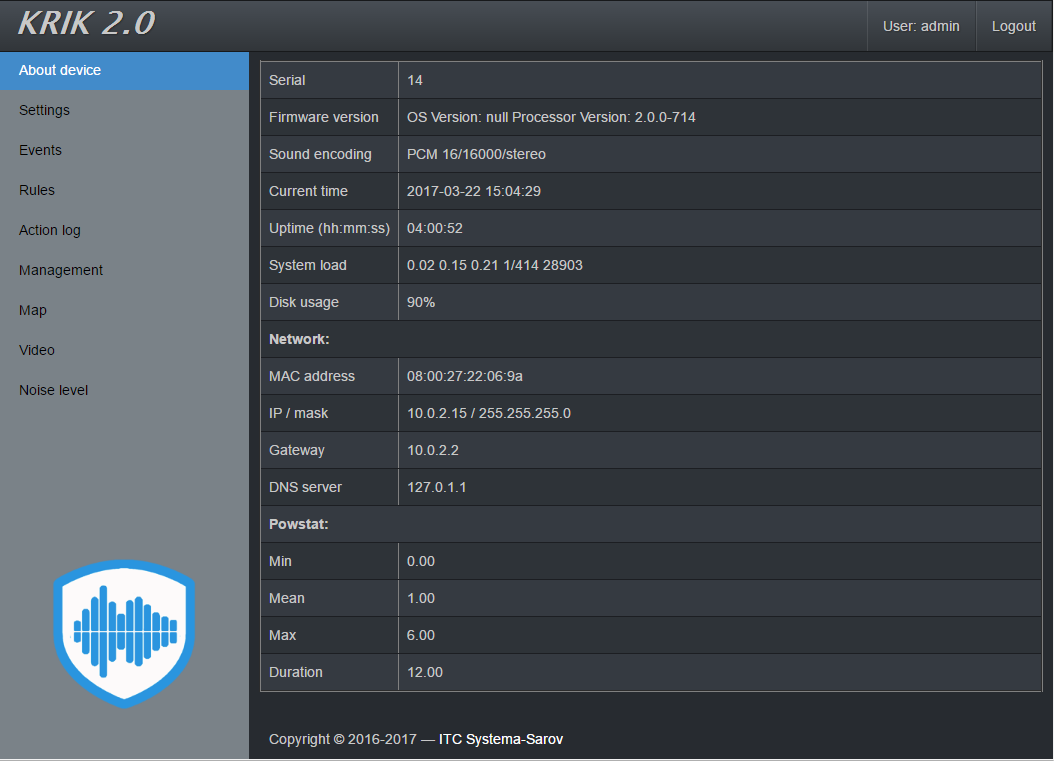 KRIK 2.0
User: admin
Logout
About device
Settings
Events
Rules
Action log
Management
Map
Video
Noise level
Serial 14
Firmware version OS Version: null Processor Version: 2.0.0-714
Sound encoding PCM 16/16000/stereo
Current time 2017-03-22 15:04:29
Uptime (hh:mm:ss) 04:00:52
System load 0.02 0.15 0.21 1/414 28903
Disk usage 90%
Network:
MAC address 08:00:27:22:06:9a
IP / mask 10.0.2.15 / 255.255.255.0
Gateway 10.0.2.2
DNS server 127.0.1.1
Powstat:
Min 0.00
Mean 1.00
Max 6.00
Duration 12.00
Copyright © 2016-2017 — ITC Systema-Sarov